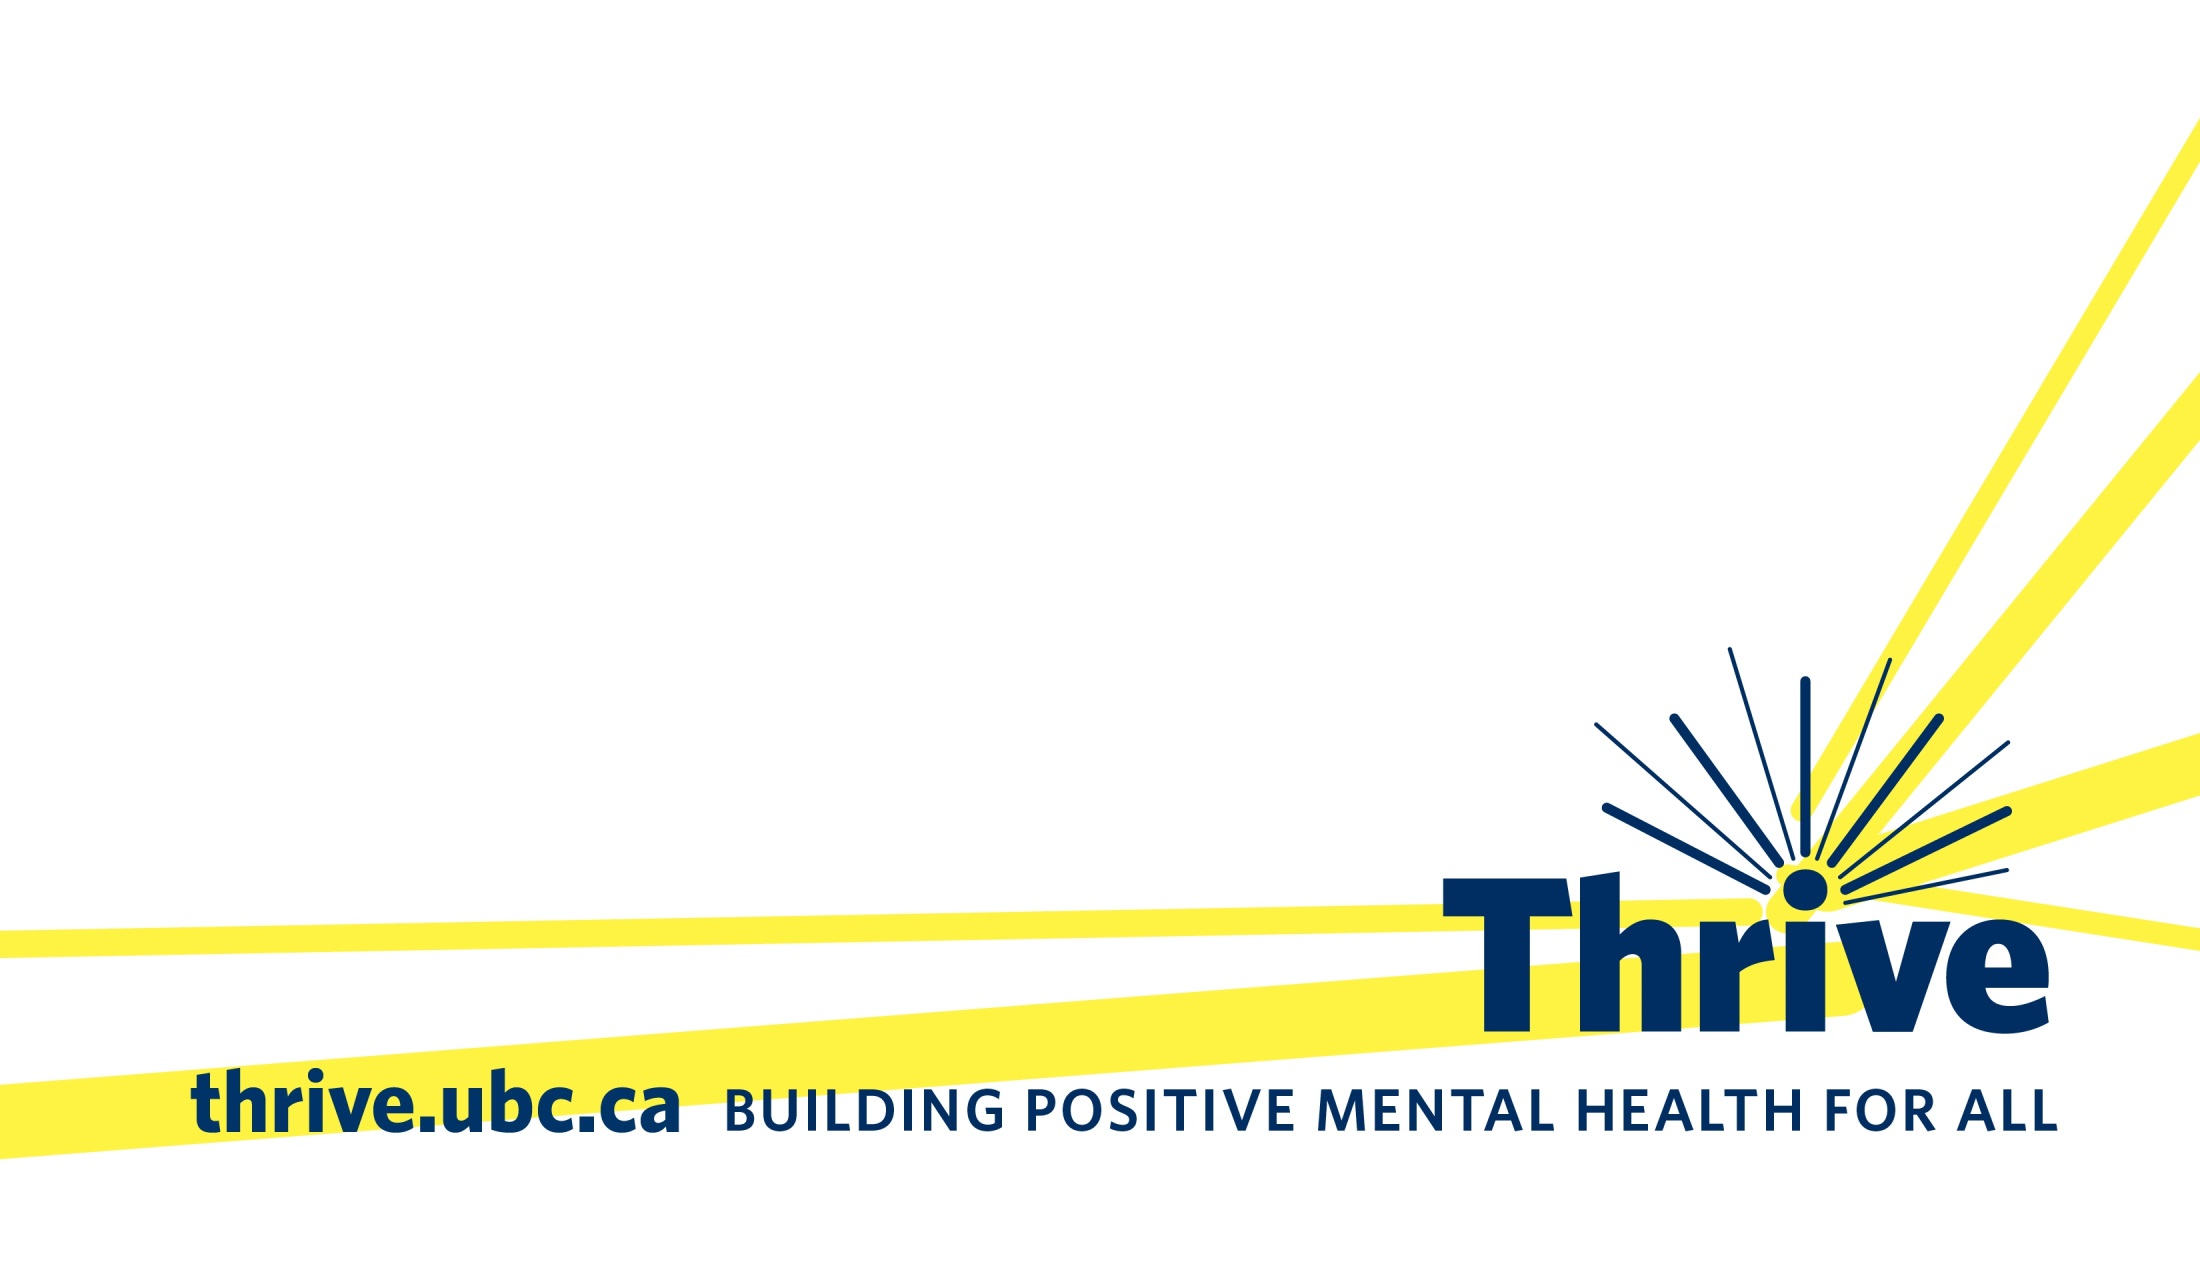 Thrive
thrive.ubc.ca BUILDING POSITIVE MENTAL HEALTH FOR ALL